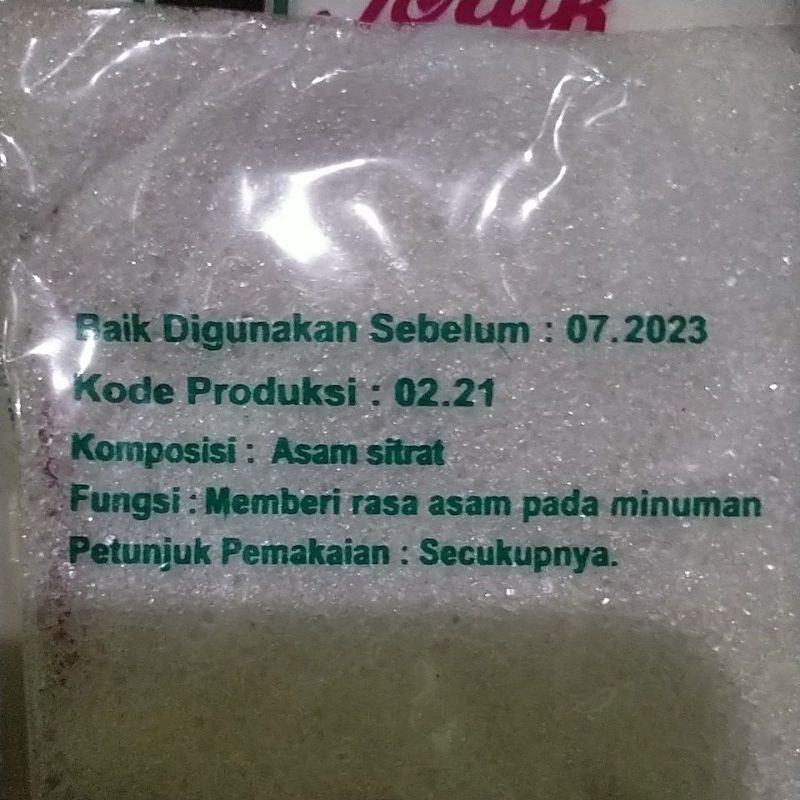 Baik Digunakan Sebelum : 07.2023
Kode Produksi : 02.21
Komposisi : Asam sitrat
Fungsi : Memberi rasa asam pada minuman
Petunjuk Pemakaian : Secukupnya.